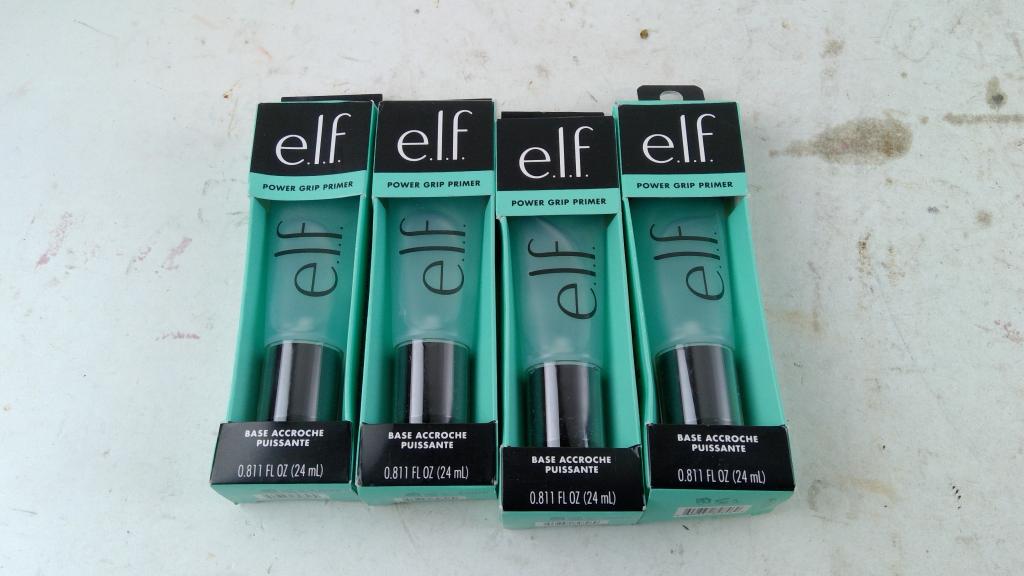 e.l.f.
POWER GRIP PRIMER
e.l.f.
BASE ACCROCHE
PUISSANTE
0.811 FL OZ (24 mL)
e.l.f.
POWER GRIP PRIMER
e.l.f.
BASE ACCROCHE
PUISSANTE
0.811 FL OZ (24 mL)
e.l.f.
POWER GRIP PRIMER
e.l.f.
BASE ACCROCHE
PUISSANTE
0.811 FL OZ (24 mL)
e.l.f.
POWER GRIP PRIMER
e.l.f.
BASE ACCROCHE
PUISSANTE
0.811 FL OZ (24 mL)